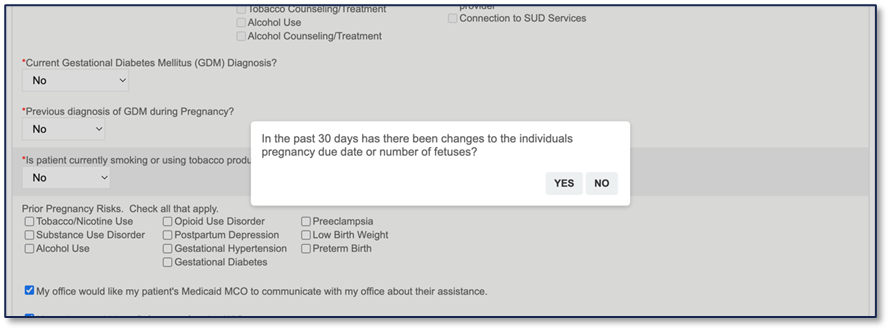 Tobacco Counseling/Treatment
provider
Alcohol Use
Connection to SUD Services
Alcohol Counseling/Treatment
*Current Gestational Diabetes Mellitus (GDM) Diagnosis?
No
*Previous diagnosis of GDM during Pregnancy?
No
In the past 30 days has there been changes to the individuals
pregnancy due date or number of fetuses?
*Is patient currently smoking or using tobacco produ
No
YES NO
Prior Pregnancy Risks. Check all that apply.
Tobacco/Nicotine Use Opioid Use Disorder Preeclampsia
Substance Use Disorder Postpartum Depression Low Birth Weight
Alcohol Use Gestational Hypertension Preterm Birth
Gestational Diabetes
My office would like my patient's Medicaid MCO to communicate with my office about their assistance.